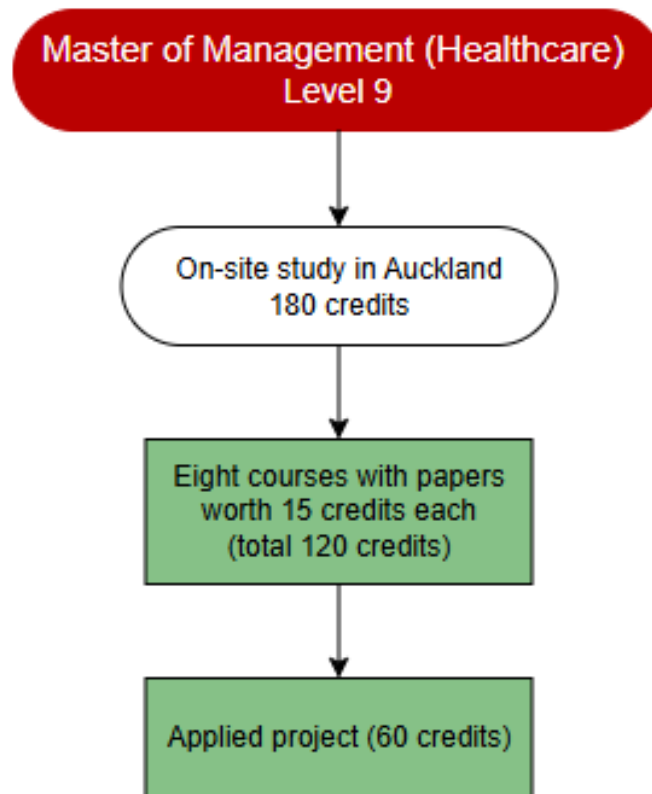 Master of Management (Healthcare)
Level 9
On-site study in Auckland
180 credits
Eight courses with papers
worth 15 credits each
(total 120 credits)
Applied project (60 credits)